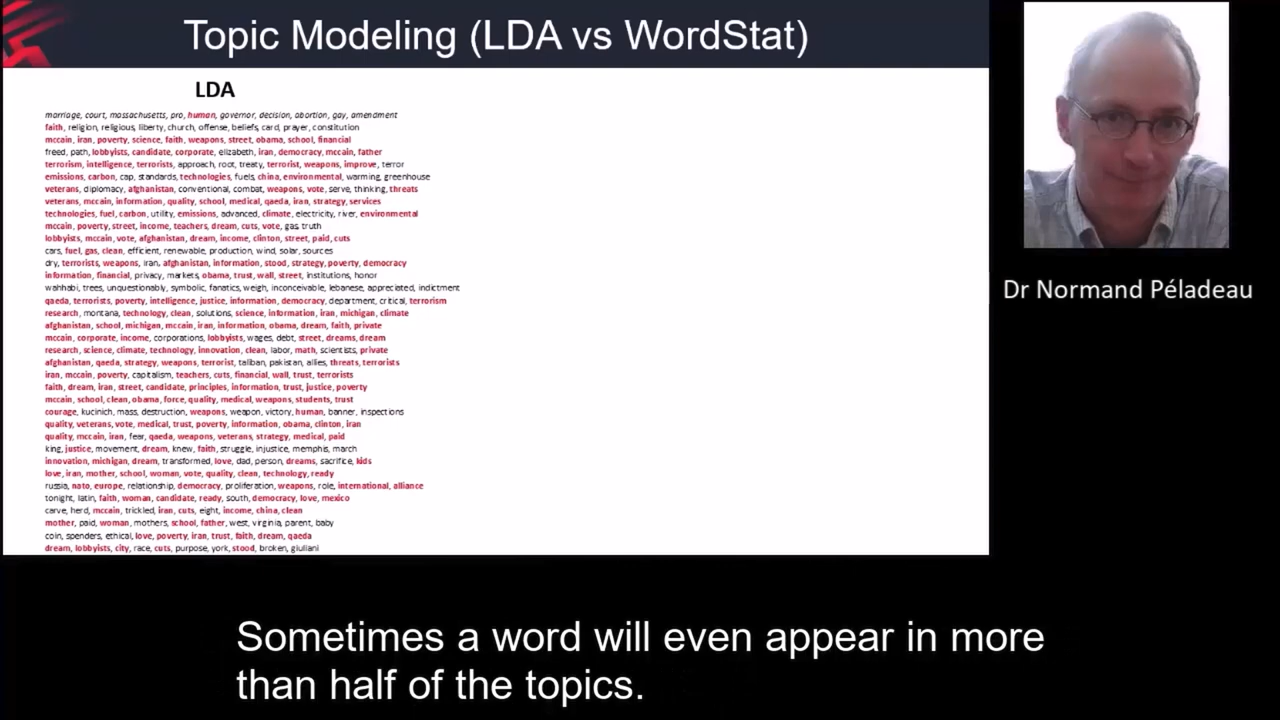 Topic Modeling (LDA vs WordStat)
LDA
marriage, court, massachusetts, pro, human, governor, decision, abortion, gay, amendment
faith, religion, religious, liberty, church, offense, beliefs, card, prayer, constitution
mccain, iran, poverty, science, faith, weapons, street, obama, school, financial
freed, path, lobbyists, candidate, corporate, elizabeth, iran, democracy, mccain, father
terrorism, intelligence, terrorists, approach, root, treaty, terrorist, weapons, improve, terror
emissions, carbon, cap, standards, technologies, fuels, china, environmental, warming, greenhouse
veterans, diplomacy, afghanistan, conventional, combat, weapons, vote, serve, thinking, threats
veterans, mccain, information, quality, school, medical, qaeda, iran, strategy, services
technologies, fuel, carbon, utility, emissions, advanced, climate, electricity, river, environmental
mccain, poverty, street, income, teachers, dream, cuts, vote, gas, truth
lobbyists, mccain, vote, afghanistan, dream, income, clinton, street, paid, cuts
cars, fuel, gas, clean, efficient, renewable, production, wind, solar, sources
dry, terrorists, weapons, iran, afghanistan, information, stood, strategy, poverty, democracy
information, financial, privacy, markets, obama, trust, wall, street, institutions, honor
wahhabi, trees, unquestionably, symbolic, fanatics, weigh, inconceivable, lebanese, appreciated, indictment
qaeda, terrorists, poverty, intelligence, justice, information, democracy, department, critical, terrorism
research, montana, technology, clean, solutions, science, information, iran, michigan, climate
afghanistan, school, michigan, mccain, iran, information, obama, dream, faith, private
mccain, corporate, income, corporations, lobbyists, wages, debt, street, dreams, dream
research, science, climate, technology, innovation, clean, labor, math, scientists, private
afghanistan, qaeda, strategy, weapons, terrorist, taliban, pakistan, allies, threats, terrorists
iran, mccain, poverty, capitalism, teachers, cuts, financial, wall, trust, terrorists
faith, dream, iran, street, candidate, principles, information, trust, justice, poverty
mccain, school, clean, obama, force, quality, medical, weapons, students, trust
courage, kucinich, mass, destruction, weapons, weapon, victory, human, banner, inspections
quality, veterans, vote, medical, trust, poverty, information, obama, clinton, iran
quality, mccain, iran, fear, qaeda, weapons, veterans, strategy, medical, paid
king, justice, movement, dream, knew, faith, struggle, injustice, memphis, march
innovation, michigan, dream, transformed, love, dad, person, dreams, sacrifice, kids
love, iran, mother, school, woman, vote, quality, clean, technology, ready
russia, nato, europe, relationship, democracy, proliferation, weapons, role, international, alliance
tonight, latin, faith, woman, candidate, ready, south, democracy, love, mexico
carve, herd, mccain, trickled, iran, cuts, eight, income, china, clean
mother, paid, woman, mothers, school, father, west, virginia, parent, baby
coin, spenders, ethical, love, poverty, iran, trust, faith, dream, qaeda
dream, lobbyists, city, race, cuts, purpose, york, stood, broken, giuliani
Dr Normand Péladeau
Sometimes a word will even appear in more
than half of the topics.